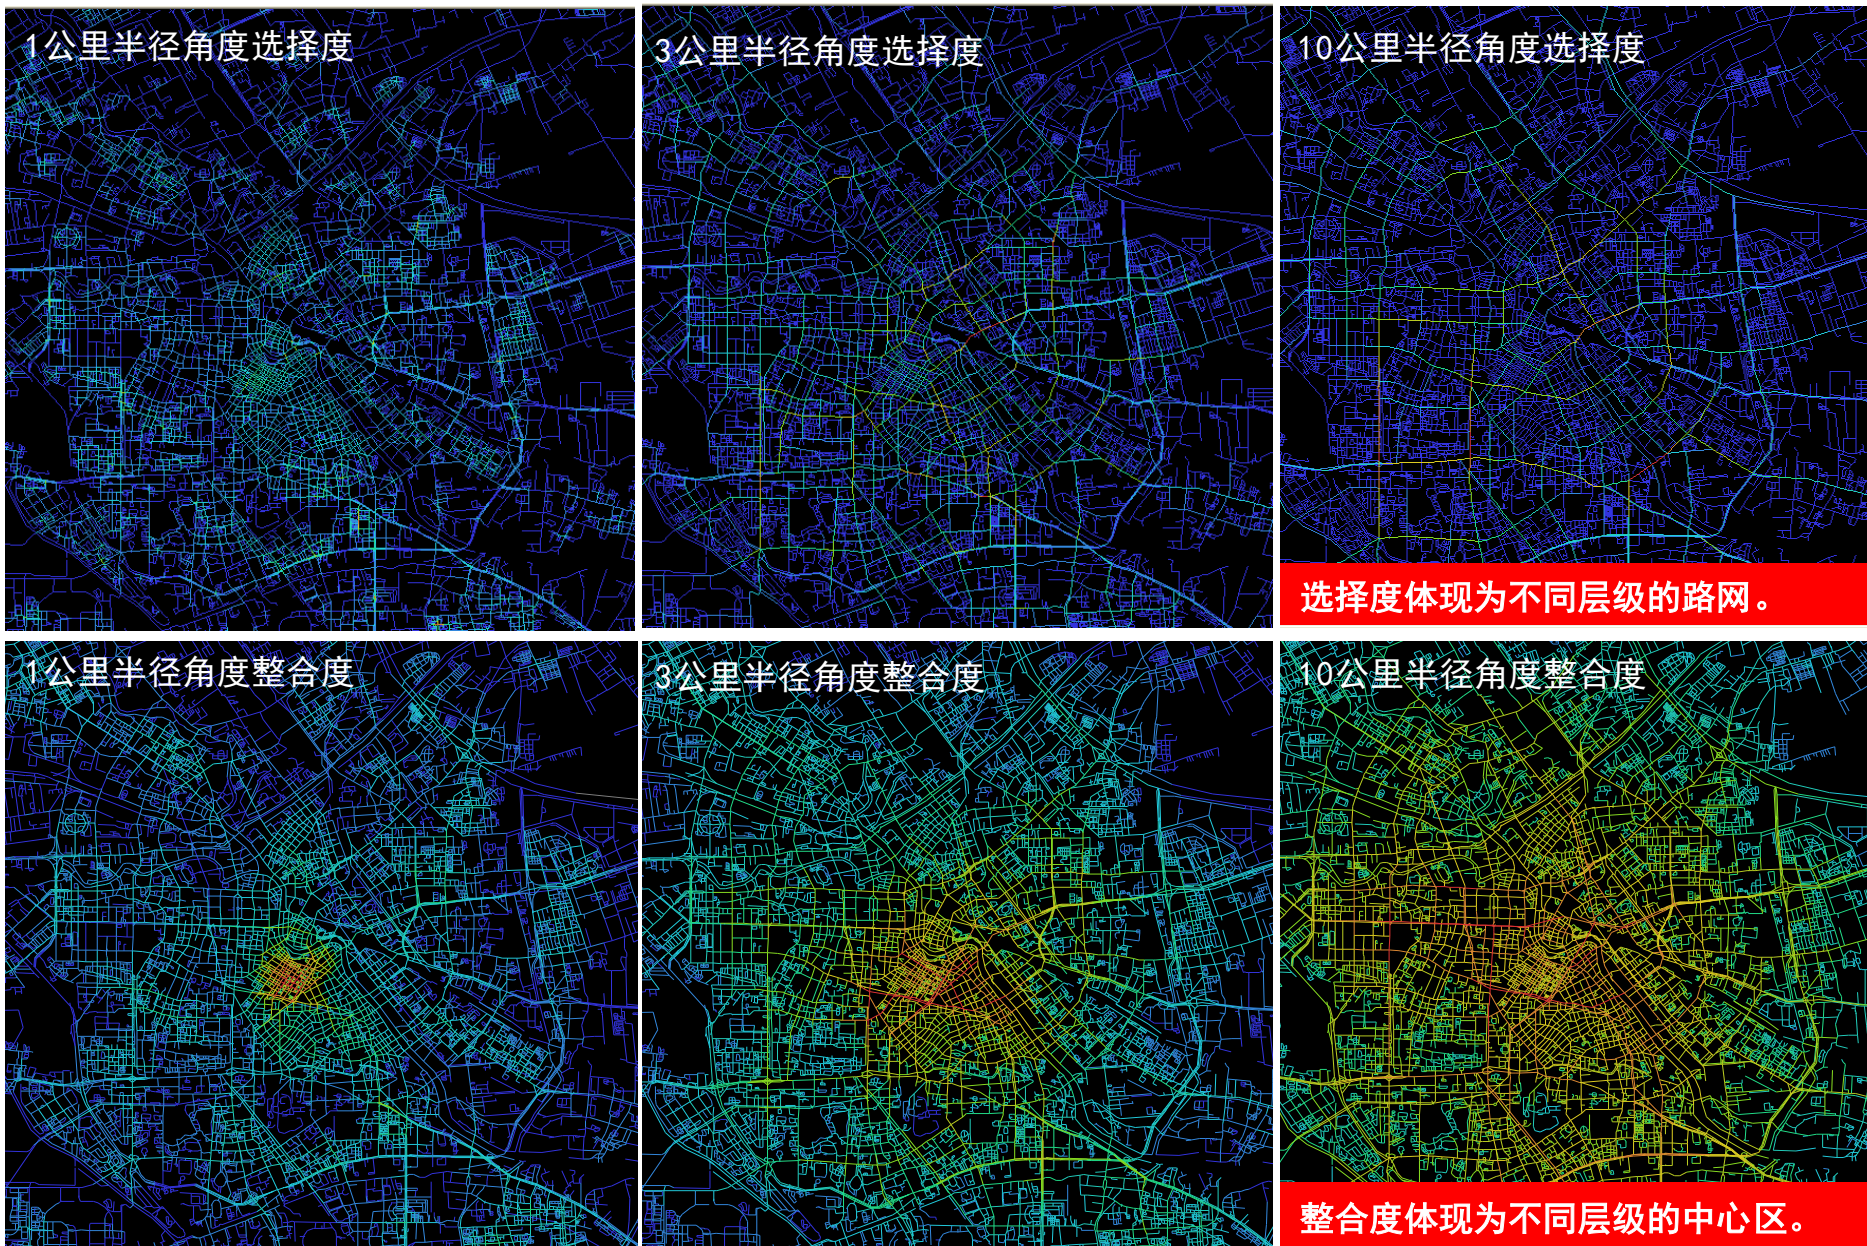 1公里半径角度选择度
3公里半径角度选择度
10公里半径角度选择度
选择度体现为不同层级的路网。
1公里半径角度整合度
3公里半径角度整合度
10公里半径角度整合度
整合度体现为不同层级的中心区。